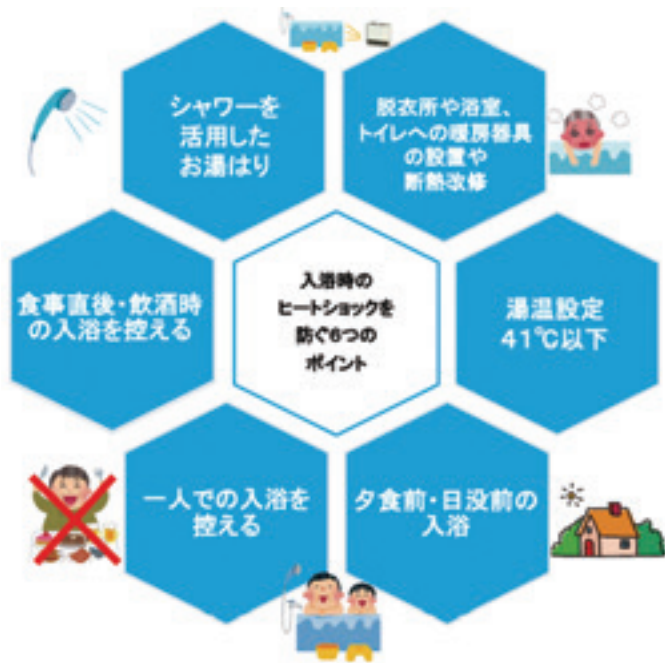 シャワーを
活用した
お湯はり
脱衣所や浴室、
トイレへの暖房器具
の設置や
断熱改修
食事直後・飲酒時
の入浴を控える
入浴時の
ヒートショックを
防ぐ6つの
ポイント
湯温設定
41℃以下
一人での入浴を
控える
夕食前・日没前の
入浴